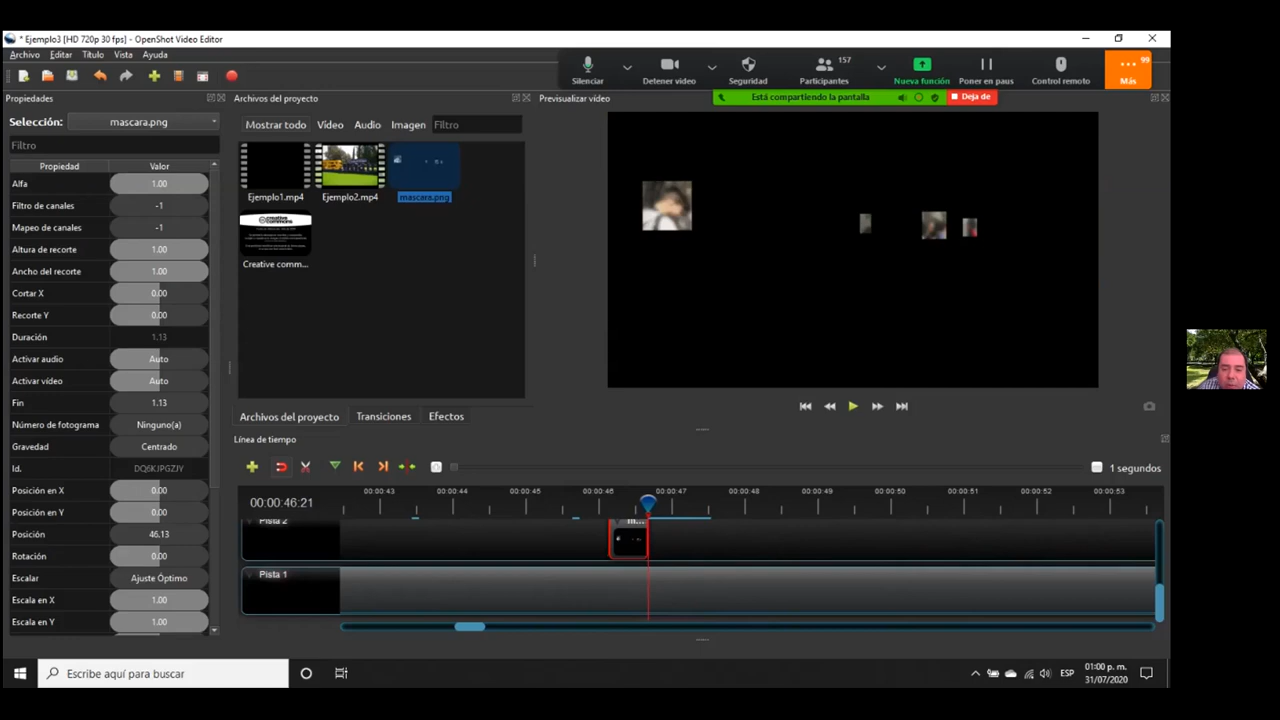 * Ejemplo3 [HD 720p 30 fps] - OpenShot Video Editor
Archivo Editar Título Vista Ayuda
99
157
Silenciar Detener video Seguridad Participantes Nueva función Poner en paus Control remoto Más
Está compartiendo la pantalla Deja de
Propiedades
Archivos del proyecto
Previsualizar vídeo
Selección: mascara.png
Mostrar todo Vídeo Audio Imagen Filtro
Filtro
Propiedad Valor
Alfa 1.00
Filtro de canales -1
Mapeo de canales -1
Altura de recorte 1.00
Ancho del recorte 1.00
Cortar X 0.00
Recorte Y 0.00
Duración 1.13
Activar audio Auto
Activar vídeo Auto
Fin 1.13
Número de fotograma Ninguno(a)
Gravedad Centrado
Id. DQ6KJPGZJY
Posición en X 0.00
Posición en Y 0.00
Posición 46.13
Rotación 0.00
Escalar Ajuste Óptimo
Escala en X 1.00
Escala en Y 1.00
Ejemplo1.mp4 Ejemplo2.mp4 mascara.png
creative commons
Creative comm...
Archivos del proyecto Transiciones Efectos
Línea de tiempo
1 segundos
00:00:46:21
00:00:43 00:00:44 00:00:45 00:00:46 00:00:47 00:00:48 00:00:49 00:00:50 00:00:51 00:00:52 00:00:53
Pista 2
m...
Pista 1
Escribe aquí para buscar
ESP
01:00 p. m.
31/07/2020